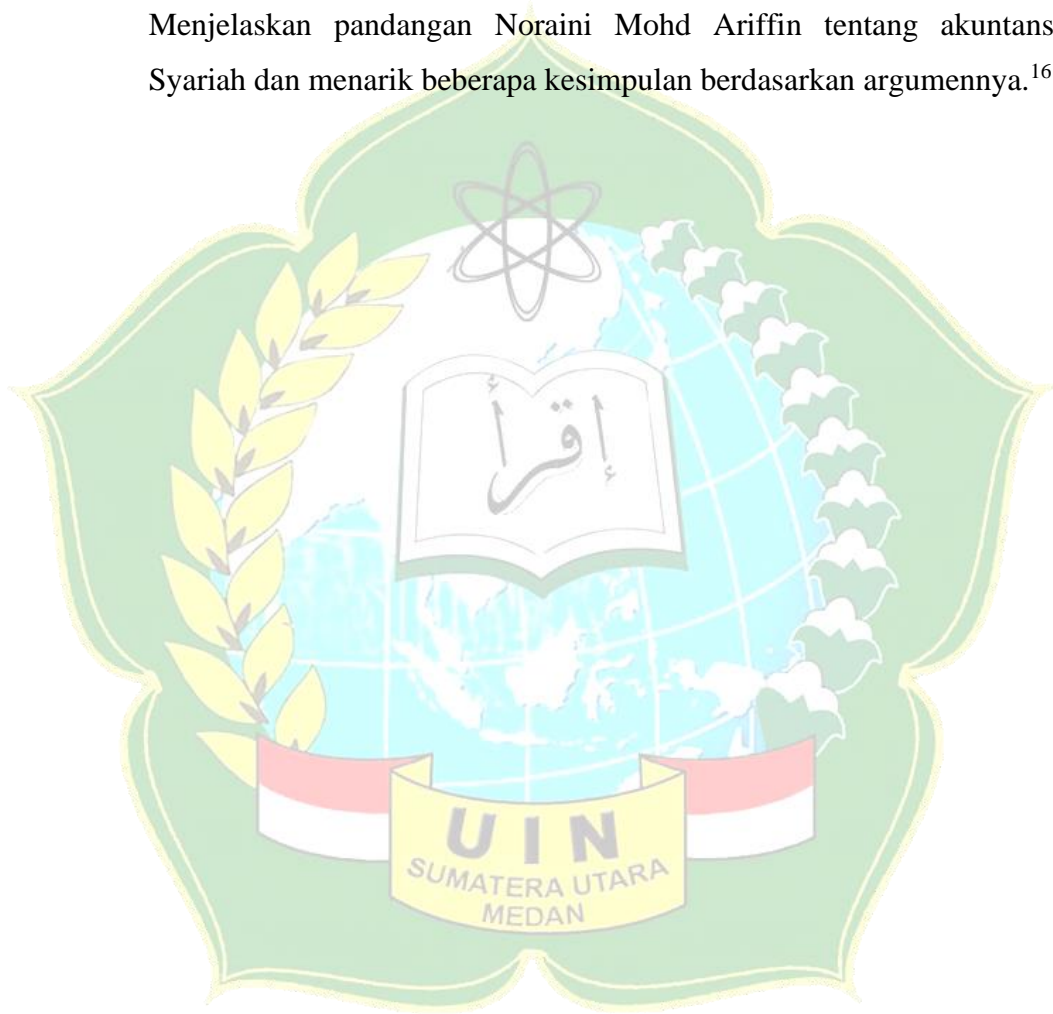 Menjelaskan pandangan Noraini Mohd Ariffin tentang akuntans
Syariah dan menarik beberapa kesimpulan berdasarkan argumennya.16
إقرأ
UIN
SUMATERA UTARA
MEDAN